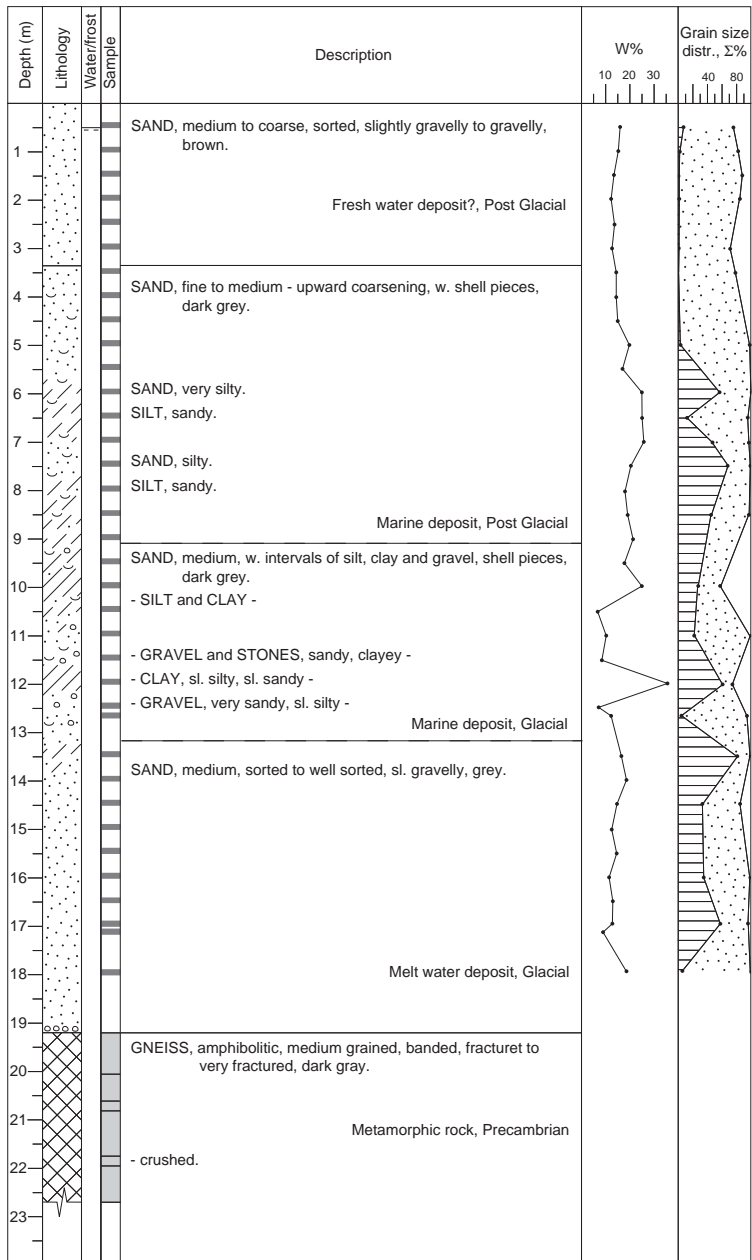 Depth (m)
Lithology
Water/frost
Sample
Description
W%
10 20 30
Grain size
distr., Σ%
40 80
SAND, medium to coarse, sorted, slightly gravelly to gravelly,
brown.
1
2
Fresh water deposit?, Post Glacial
3
SAND, fine to medium - upward coarsening, w. shell pieces,
4
dark grey.
5
6
SAND, very silty.
SILT, sandy.
7
SAND, silty.
8
SILT, sandy.
Marine deposit, Post Glacial
9
SAND, medium, w. intervals of silt, clay and gravel, shell pieces,
dark grey.
10
- SILT and CLAY -
11
- GRAVEL and STONES, sandy, clayey -
12
- CLAY, sl. silty, sl. sandy -
- GRAVEL, very sandy, sl. silty -
13
Marine deposit, Glacial
SAND, medium, sorted to well sorted, sl. gravelly, grey.
14
15
16
17
18
Melt water deposit, Glacial
19
GNEISS, amphibolitic, medium grained, banded, fracturet to
20
very fractured, dark gray.
21
Metamorphic rock, Precambrian
22
- crushed.
23